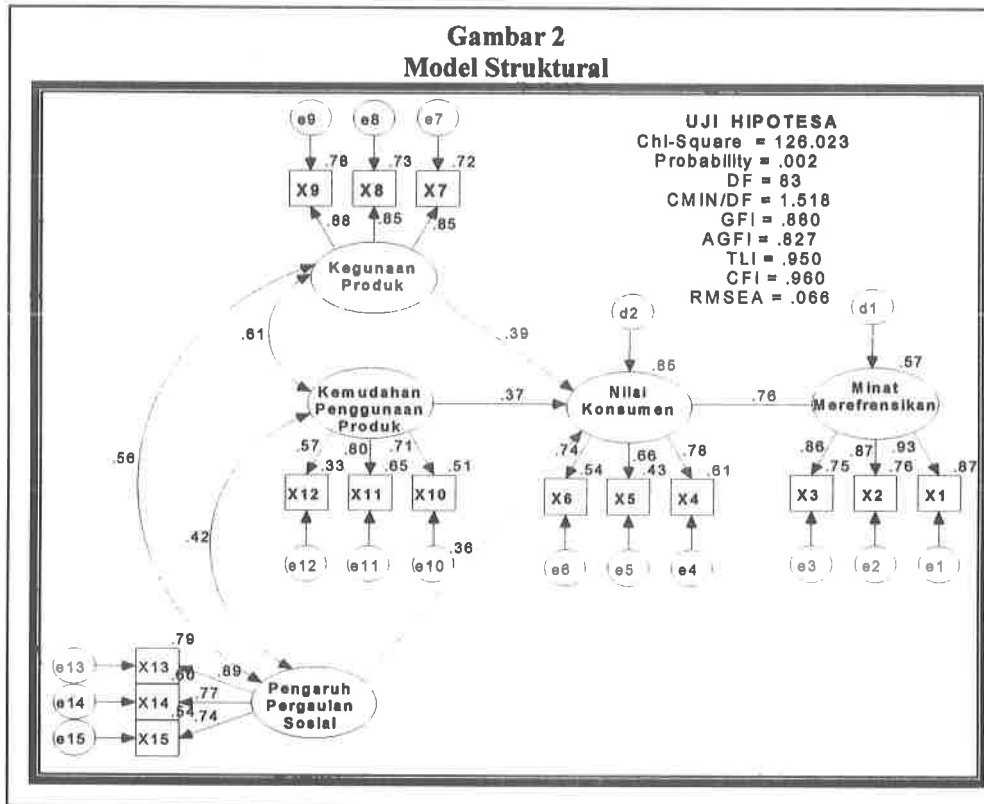 Gambar 2
Model Struktural
UJI HIPOTESA
Chi-Square = 126.023
Probability = .002
DF = 83
CMIN/DF = 1.518
GFI = .880
AGFI = .827
TLI = .950
CFI = .960
RMSEA = .066
e9 e8 e7
.78 .73 .72
X9 X8 X7
.88 .85 .85
Kegunaan
Produk
.61
.39
d2
d1
.85
.57
Kemudahan
Penggunaan
Produk
.37
Nilai
Konsumen
.76
Minat
Merefrensikan
.57 .80 .71
.33 .65 .51
X12 X11 X10
e12 e11 e10
.74 .66 .78
.54 .43 .61
X6 X5 X4
e6 e5 e4
.86 .87 .93
.75 .76 .87
X3 X2 X1
e3 e2 e1
.56
.42
.36
.79
e13 X13 .89
.60
e14 X14 .77
.54
e15 X15 .74
Pengaruh
Pergaulan
Sosial